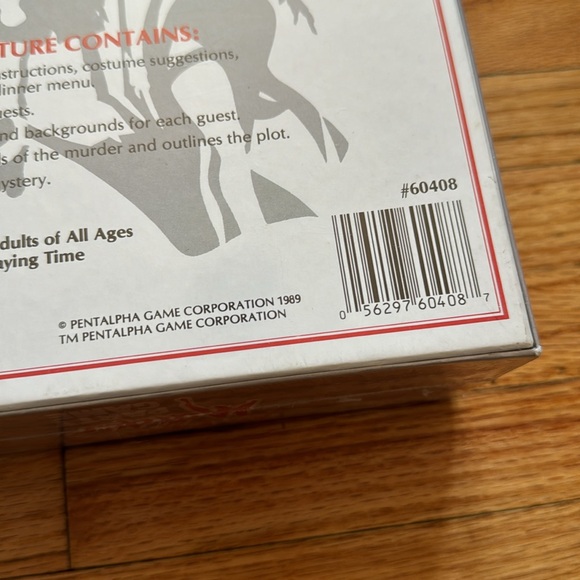 TURE CONTAINS:
structions, costume suggestions,
dinner menu.
ests.
nd backgrounds for each guest.
s of the murder and outlines the plot.
ystery.
#60408
dults of All Ages
aying Time
© PENTALPHA GAME CORPORATION 1989
TM PENTALPHA GAME CORPORATION
0 56297 60408 7